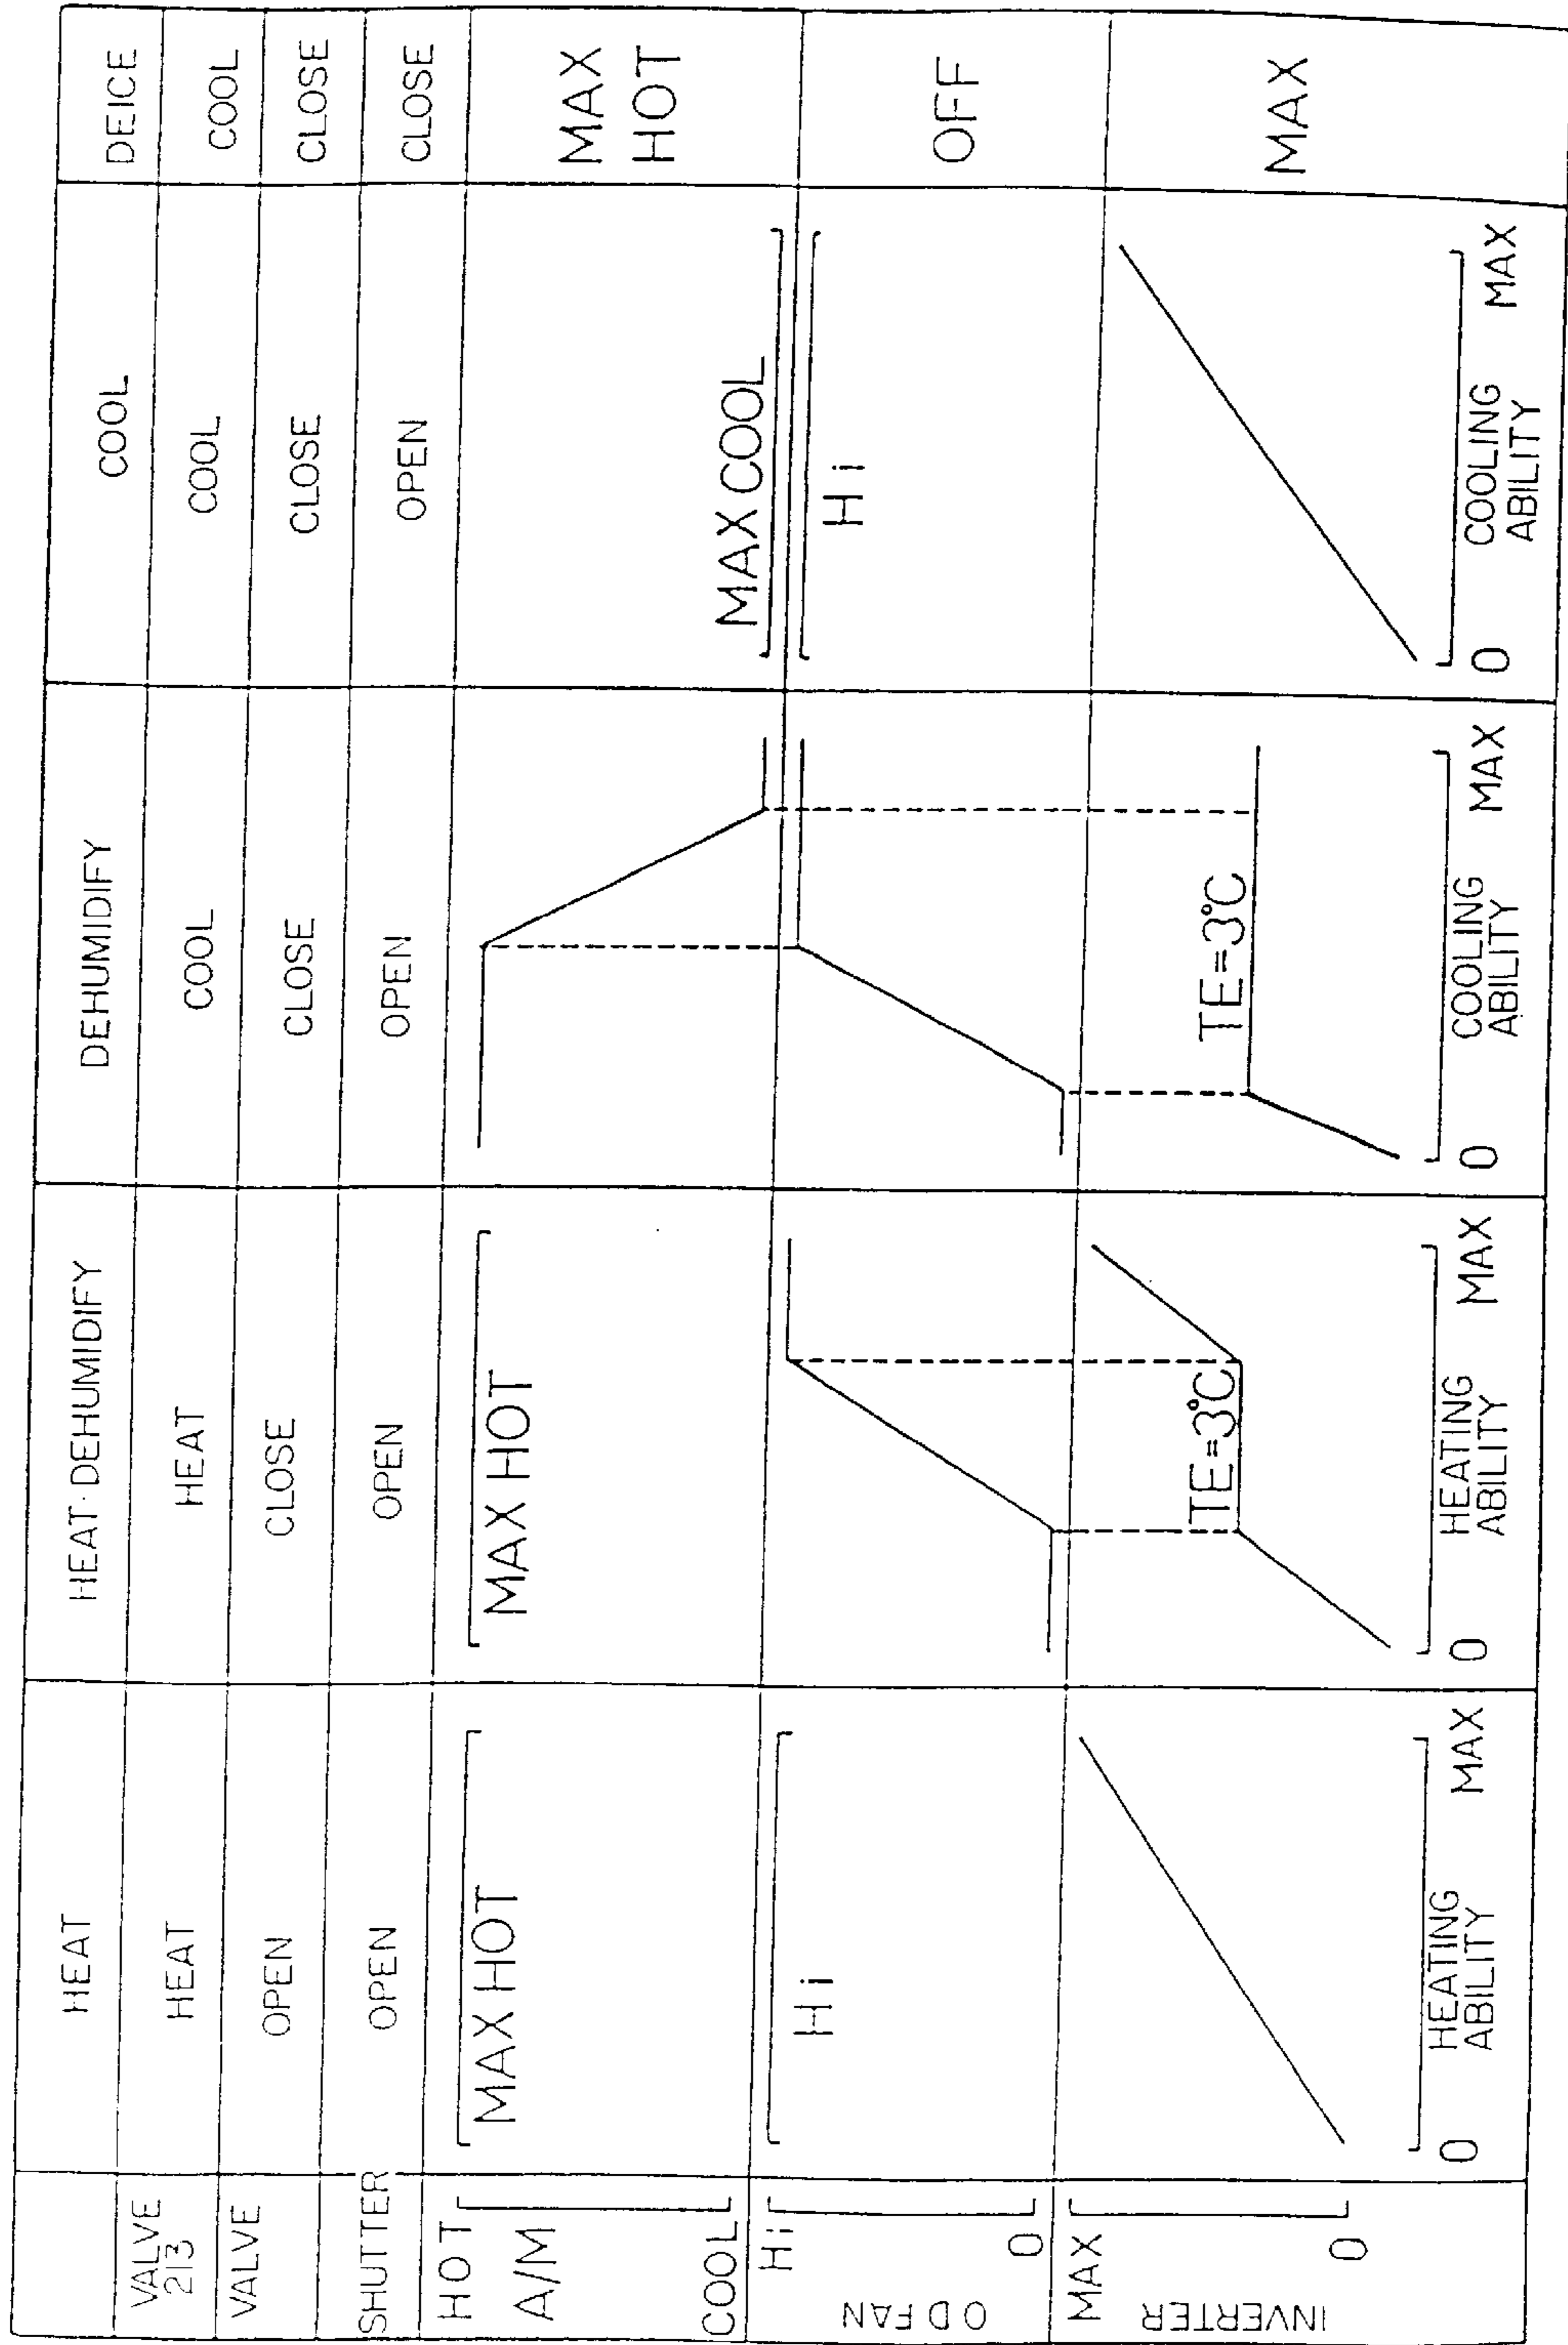 HEAT
HEAT·DEHUMIDIFY
DEHUMIDIFY
COOL
DEICE
VALVE
213
HEAT
HEAT
COOL
COOL
COOL
VALVE
OPEN
CLOSE
CLOSE
CLOSE
CLOSE
SHUTTER
OPEN
OPEN
OPEN
OPEN
CLOSE
HOT
A/M
COOL
MAX HOT
MAX HOT
MAX COOL
MAX
HOT
Hi
OD FAN
0
Hi
Hi
OFF
MAX
INVERTER
0
TE=3°C
TE=3°C
MAX
0
HEATING
ABILITY
MAX
0
HEATING
ABILITY
MAX
0
COOLING
ABILITY
MAX
0
COOLING
ABILITY
MAX